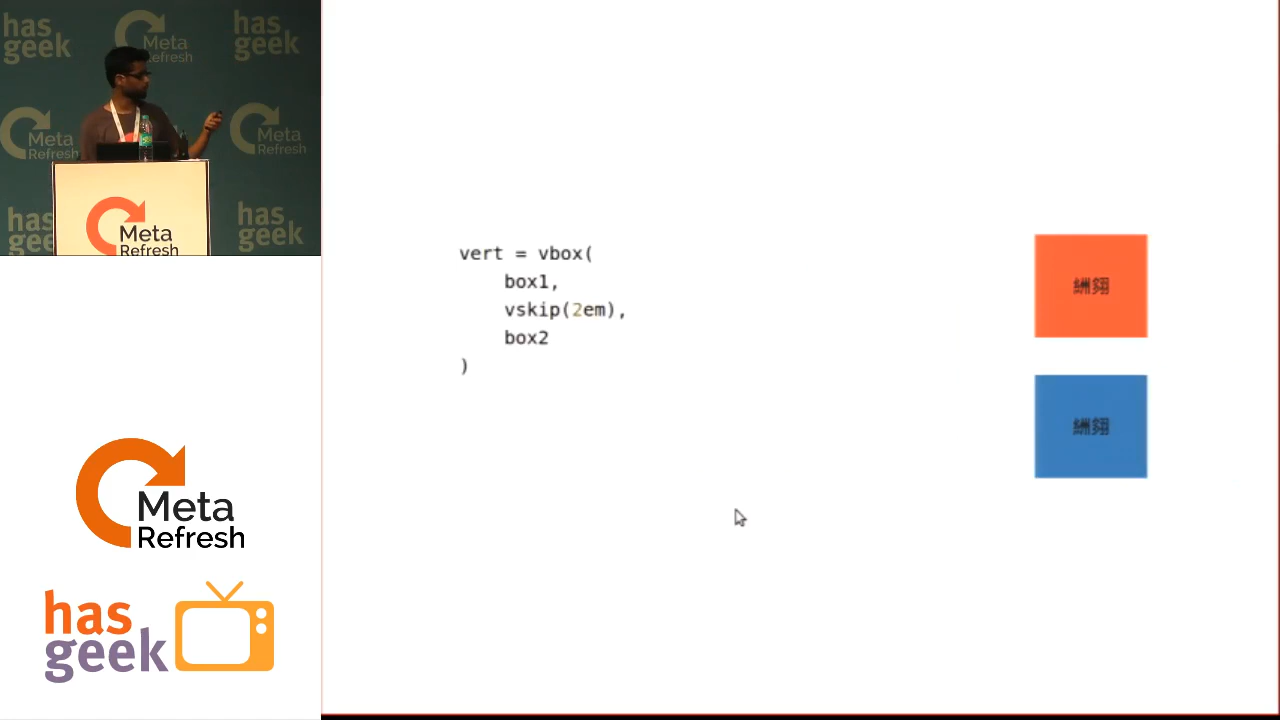 has
geek
Meta
Refresh
has
geek
Meta
Refresh
Meta
Refresh
has
geek
has
geek
Meta
Refresh
vert = vbox(
box1,
vskip(2em),
box2
)
Meta
Refresh
has
geek